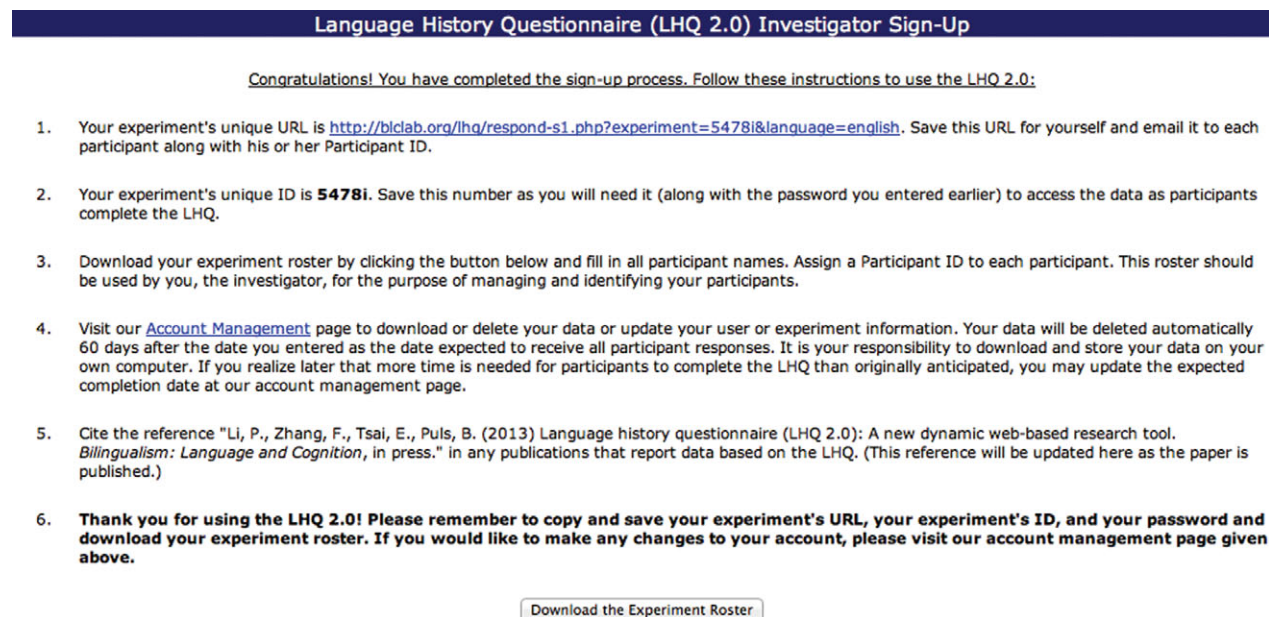 Language History Questionnaire (LHQ 2.0) Investigator Sign-Up
Congratulations! You have completed the sign-up process. Follow these instructions to use the LHQ 2.0:
1. Your experiment's unique URL is http://blclab.org/lhq/respond-s1.php?experiment=5478i&language=english. Save this URL for yourself and email it to each
participant along with his or her Participant ID.
2. Your experiment's unique ID is 5478i. Save this number as you will need it (along with the password you entered earlier) to access the data as participants
complete the LHQ.
3. Download your experiment roster by clicking the button below and fill in all participant names. Assign a Participant ID to each participant. This roster should
be used by you, the investigator, for the purpose of managing and identifying your participants.
4. Visit our Account Management page to download or delete your data or update your user or experiment information. Your data will be deleted automatically
60 days after the date you entered as the date expected to receive all participant responses. It is your responsibility to download and store your data on your
own computer. If you realize later that more time is needed for participants to complete the LHQ than originally anticipated, you may update the expected
completion date at our account management page.
5. Cite the reference "Li, P., Zhang, F., Tsai, E., Puls, B. (2013) Language history questionnaire (LHQ 2.0): A new dynamic web-based research tool.
Bilingualism: Language and Cognition, in press." in any publications that report data based on the LHQ. (This reference will be updated here as the paper is
published.)
6. Thank you for using the LHQ 2.0! Please remember to copy and save your experiment's URL, your experiment's ID, and your password and
download your experiment roster. If you would like to make any changes to your account, please visit our account management page given
above.
Download the Experiment Roster